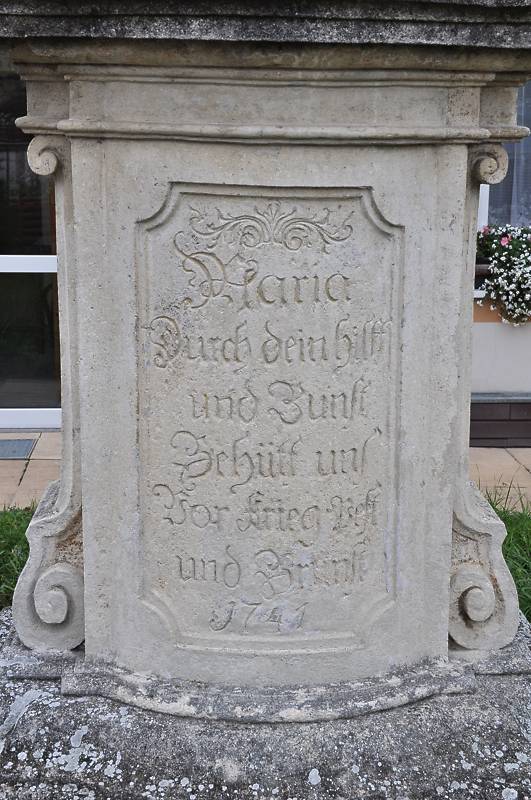 Maria
Durch dein hilff
und Gunst
Behütt uns
Vor Krieg Pest
und Brunst
1741